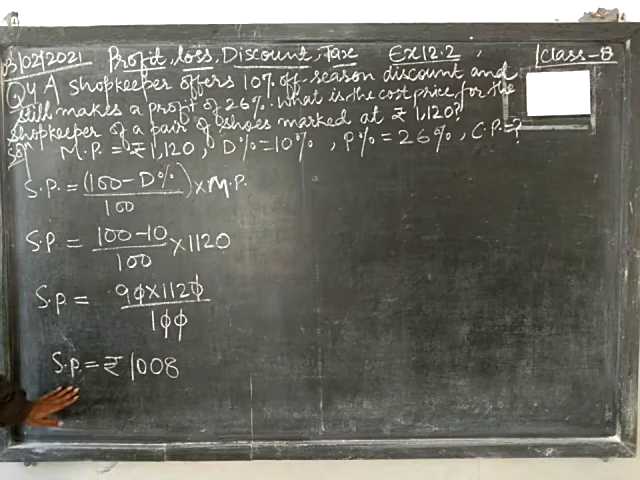 03/02/2021 Profit, loss, Discount, Tax Ex 12.2. Class-8
Q4 A shopkeeper offers 10% off-season discount and
still makes a profit of 26%. What is the cost price, for the
shopkeeper of a pair of shoes marked at ₹ 1,120?
Solⁿ M.P. = ₹1,120, D%=10%, P%=26%, C.P.=?
S.P. = (100-D%)/100 × M.P.
S.P. = 100-10/100 ×1120
S.P. = 90×1120/100
S.P. = ₹ 1008